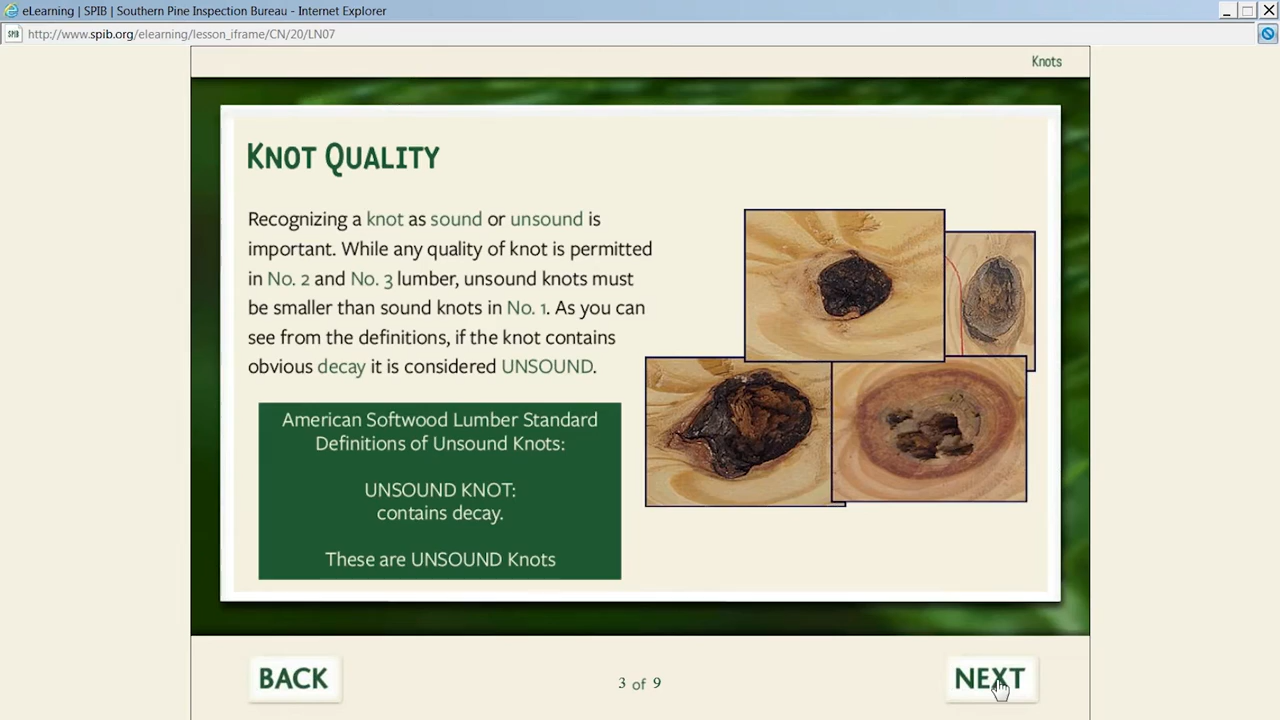 eLearning | SPIB | Southern Pine Inspection Bureau - Internet Explorer
SPIB http://www.spib.org/elearning/lesson_iframe/CN/20/LN07
Knots
KNOT QUALITY
Recognizing a knot as sound or unsound is
important. While any quality of knot is permitted
in No. 2 and No. 3 lumber, unsound knots must
be smaller than sound knots in No. 1. As you can
see from the definitions, if the knot contains
obvious decay it is considered UNSOUND.
American Softwood Lumber Standard
Definitions of Unsound Knots:
UNSOUND KNOT:
contains decay.
These are UNSOUND Knots
BACK
3 of 9
NEXT